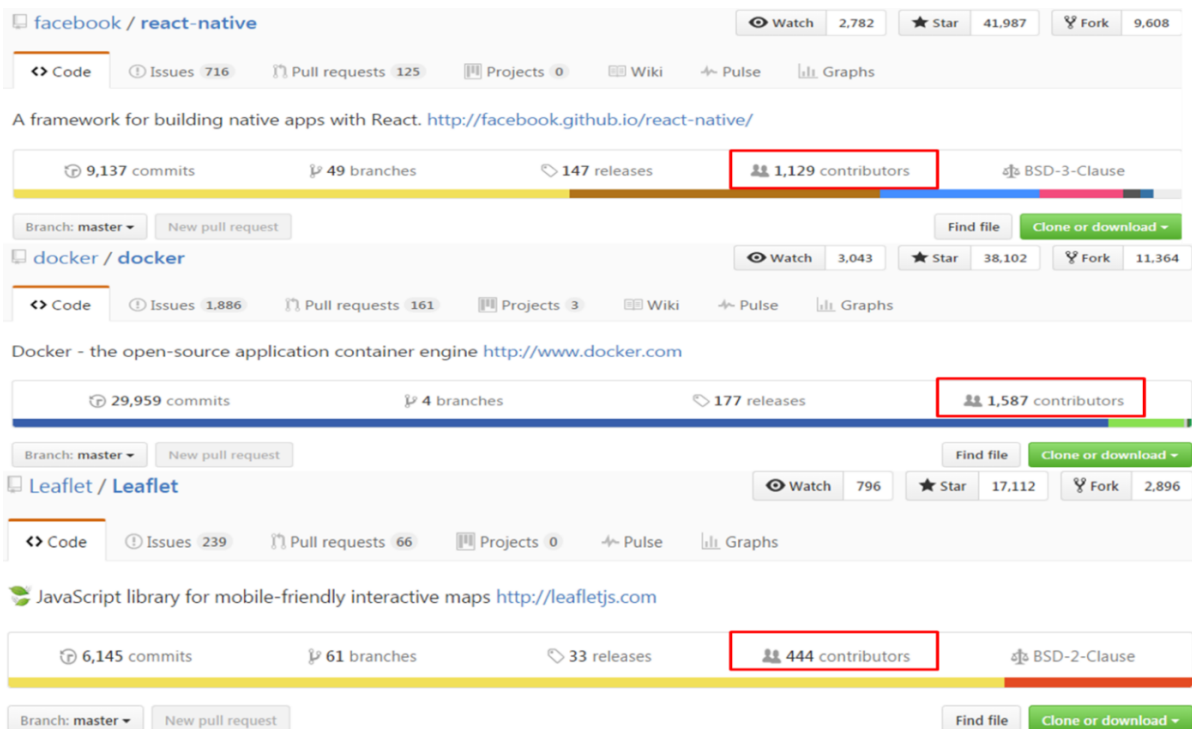 facebook / react-native Watch 2,782 Star 41,987 Fork 9,608
Code Issues 716 Pull requests 125 Projects 0 Wiki Pulse Graphs
A framework for building native apps with React. http://facebook.github.io/react-native/
9,137 commits 49 branches 147 releases 1,129 contributors BSD-3-Clause
Branch: master New pull request Find file Clone or download
docker / docker Watch 3,043 Star 38,102 Fork 11,364
Code Issues 1,886 Pull requests 161 Projects 3 Wiki Pulse Graphs
Docker - the open-source application container engine http://www.docker.com
29,959 commits 4 branches 177 releases 1,587 contributors
Branch: master New pull request Find file Clone or download
Leaflet / Leaflet Watch 796 Star 17,112 Fork 2,896
Code Issues 239 Pull requests 66 Projects 0 Pulse Graphs
JavaScript library for mobile-friendly interactive maps http://leafletjs.com
6,145 commits 61 branches 33 releases 444 contributors BSD-2-Clause
Branch: master New pull request Find file Clone or download